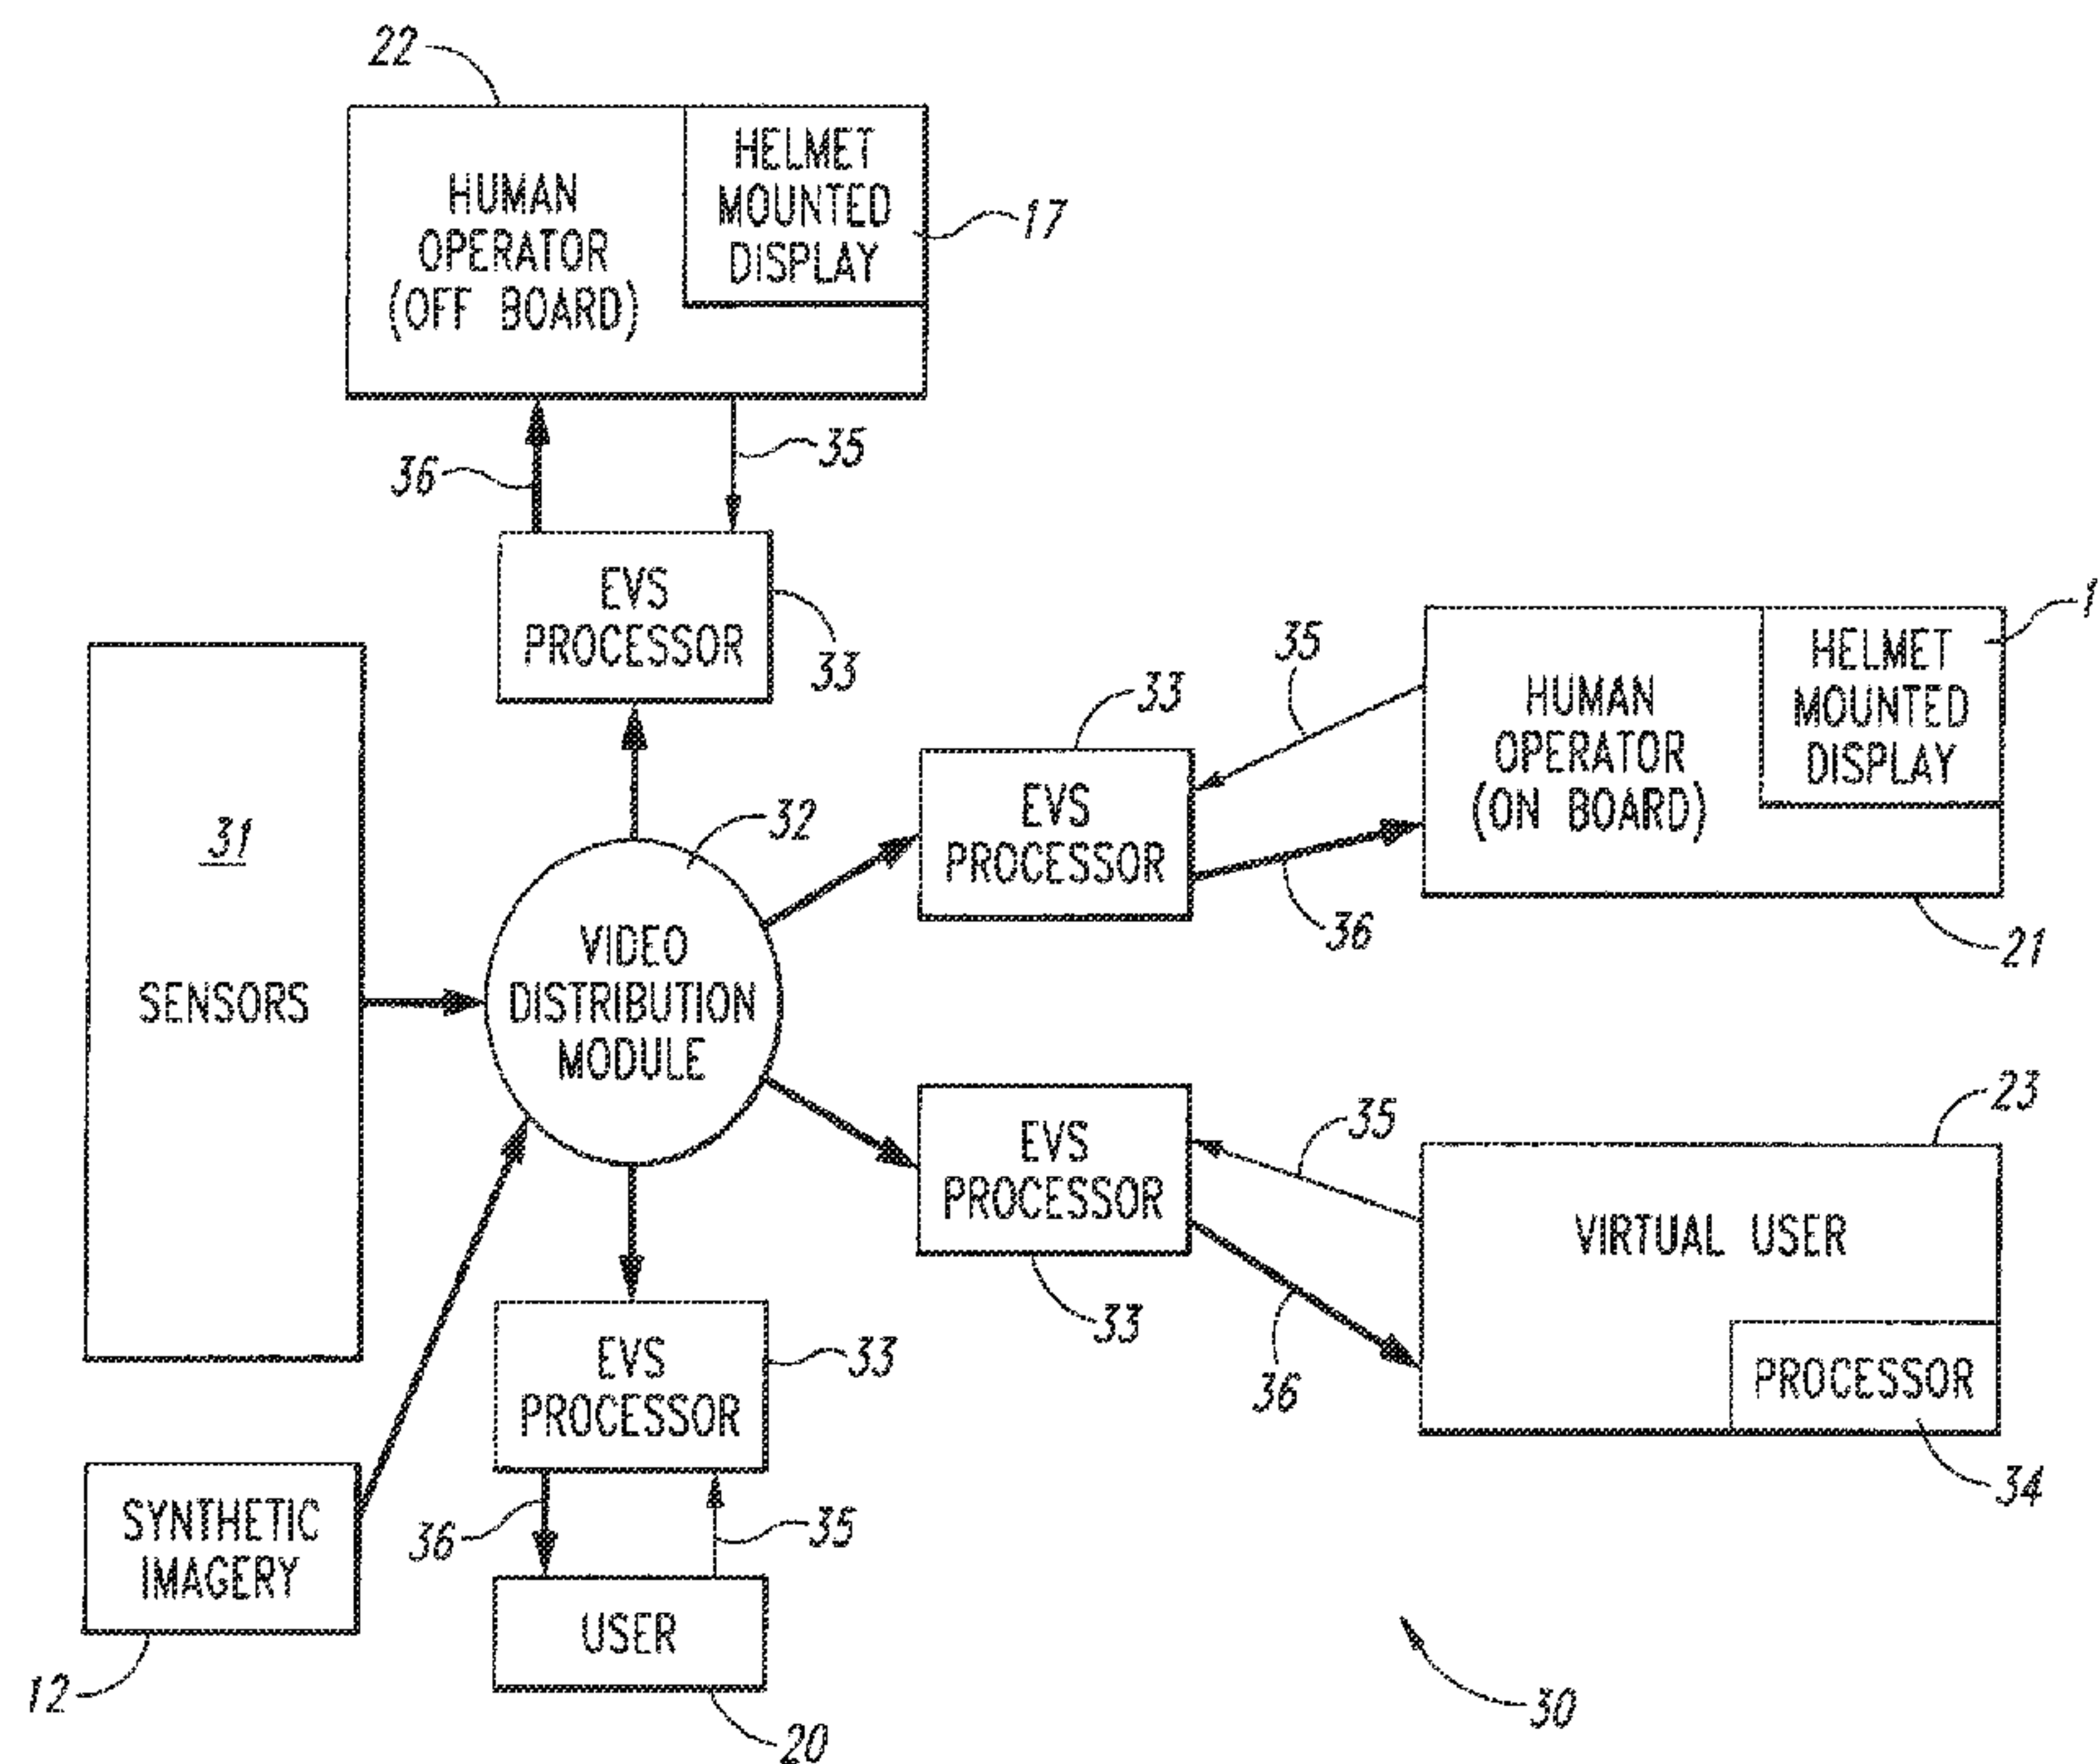 22
HUMAN
OPERATOR
(OFF BOARD)
HELMET
MOUNTED
DISPLAY
17
36
35
EVS
PROCESSOR
33
31
SENSORS
32
VIDEO
DISTRIBUTION
MODULE
33
EVS
PROCESSOR
35
36
HUMAN
OPERATOR
(ON BOARD)
HELMET
MOUNTED
DISPLAY
1
21
EVS
PROCESSOR
33
35
36
23
VIRTUAL USER
PROCESSOR
34
EVS
PROCESSOR
33
36
35
USER
20
SYNTHETIC
IMAGERY
12
30